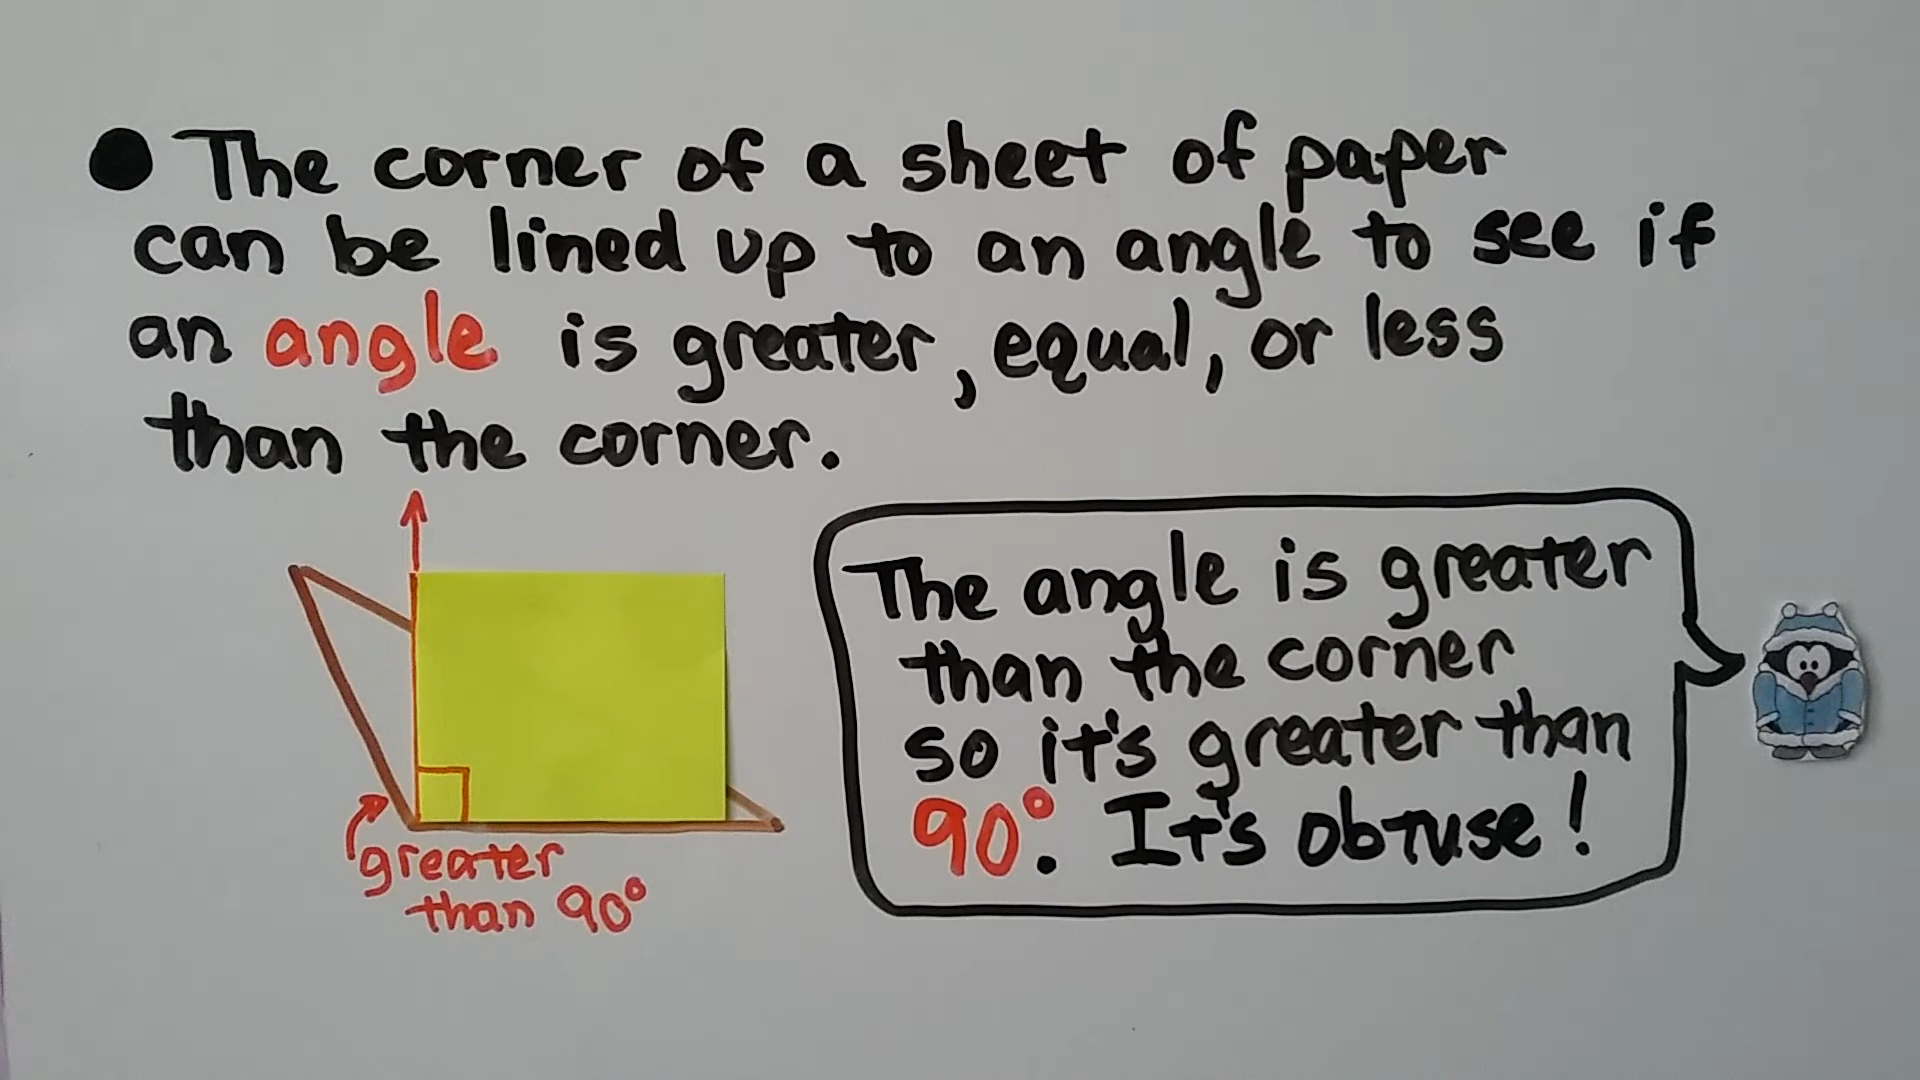 The corner of a sheet of paper
can be lined up to an angle to see if
an angle is greater, equal, or less
than the corner.
The angle is greater
than the corner
so it's greater than
90°. It's obtuse!
greater
than 90°